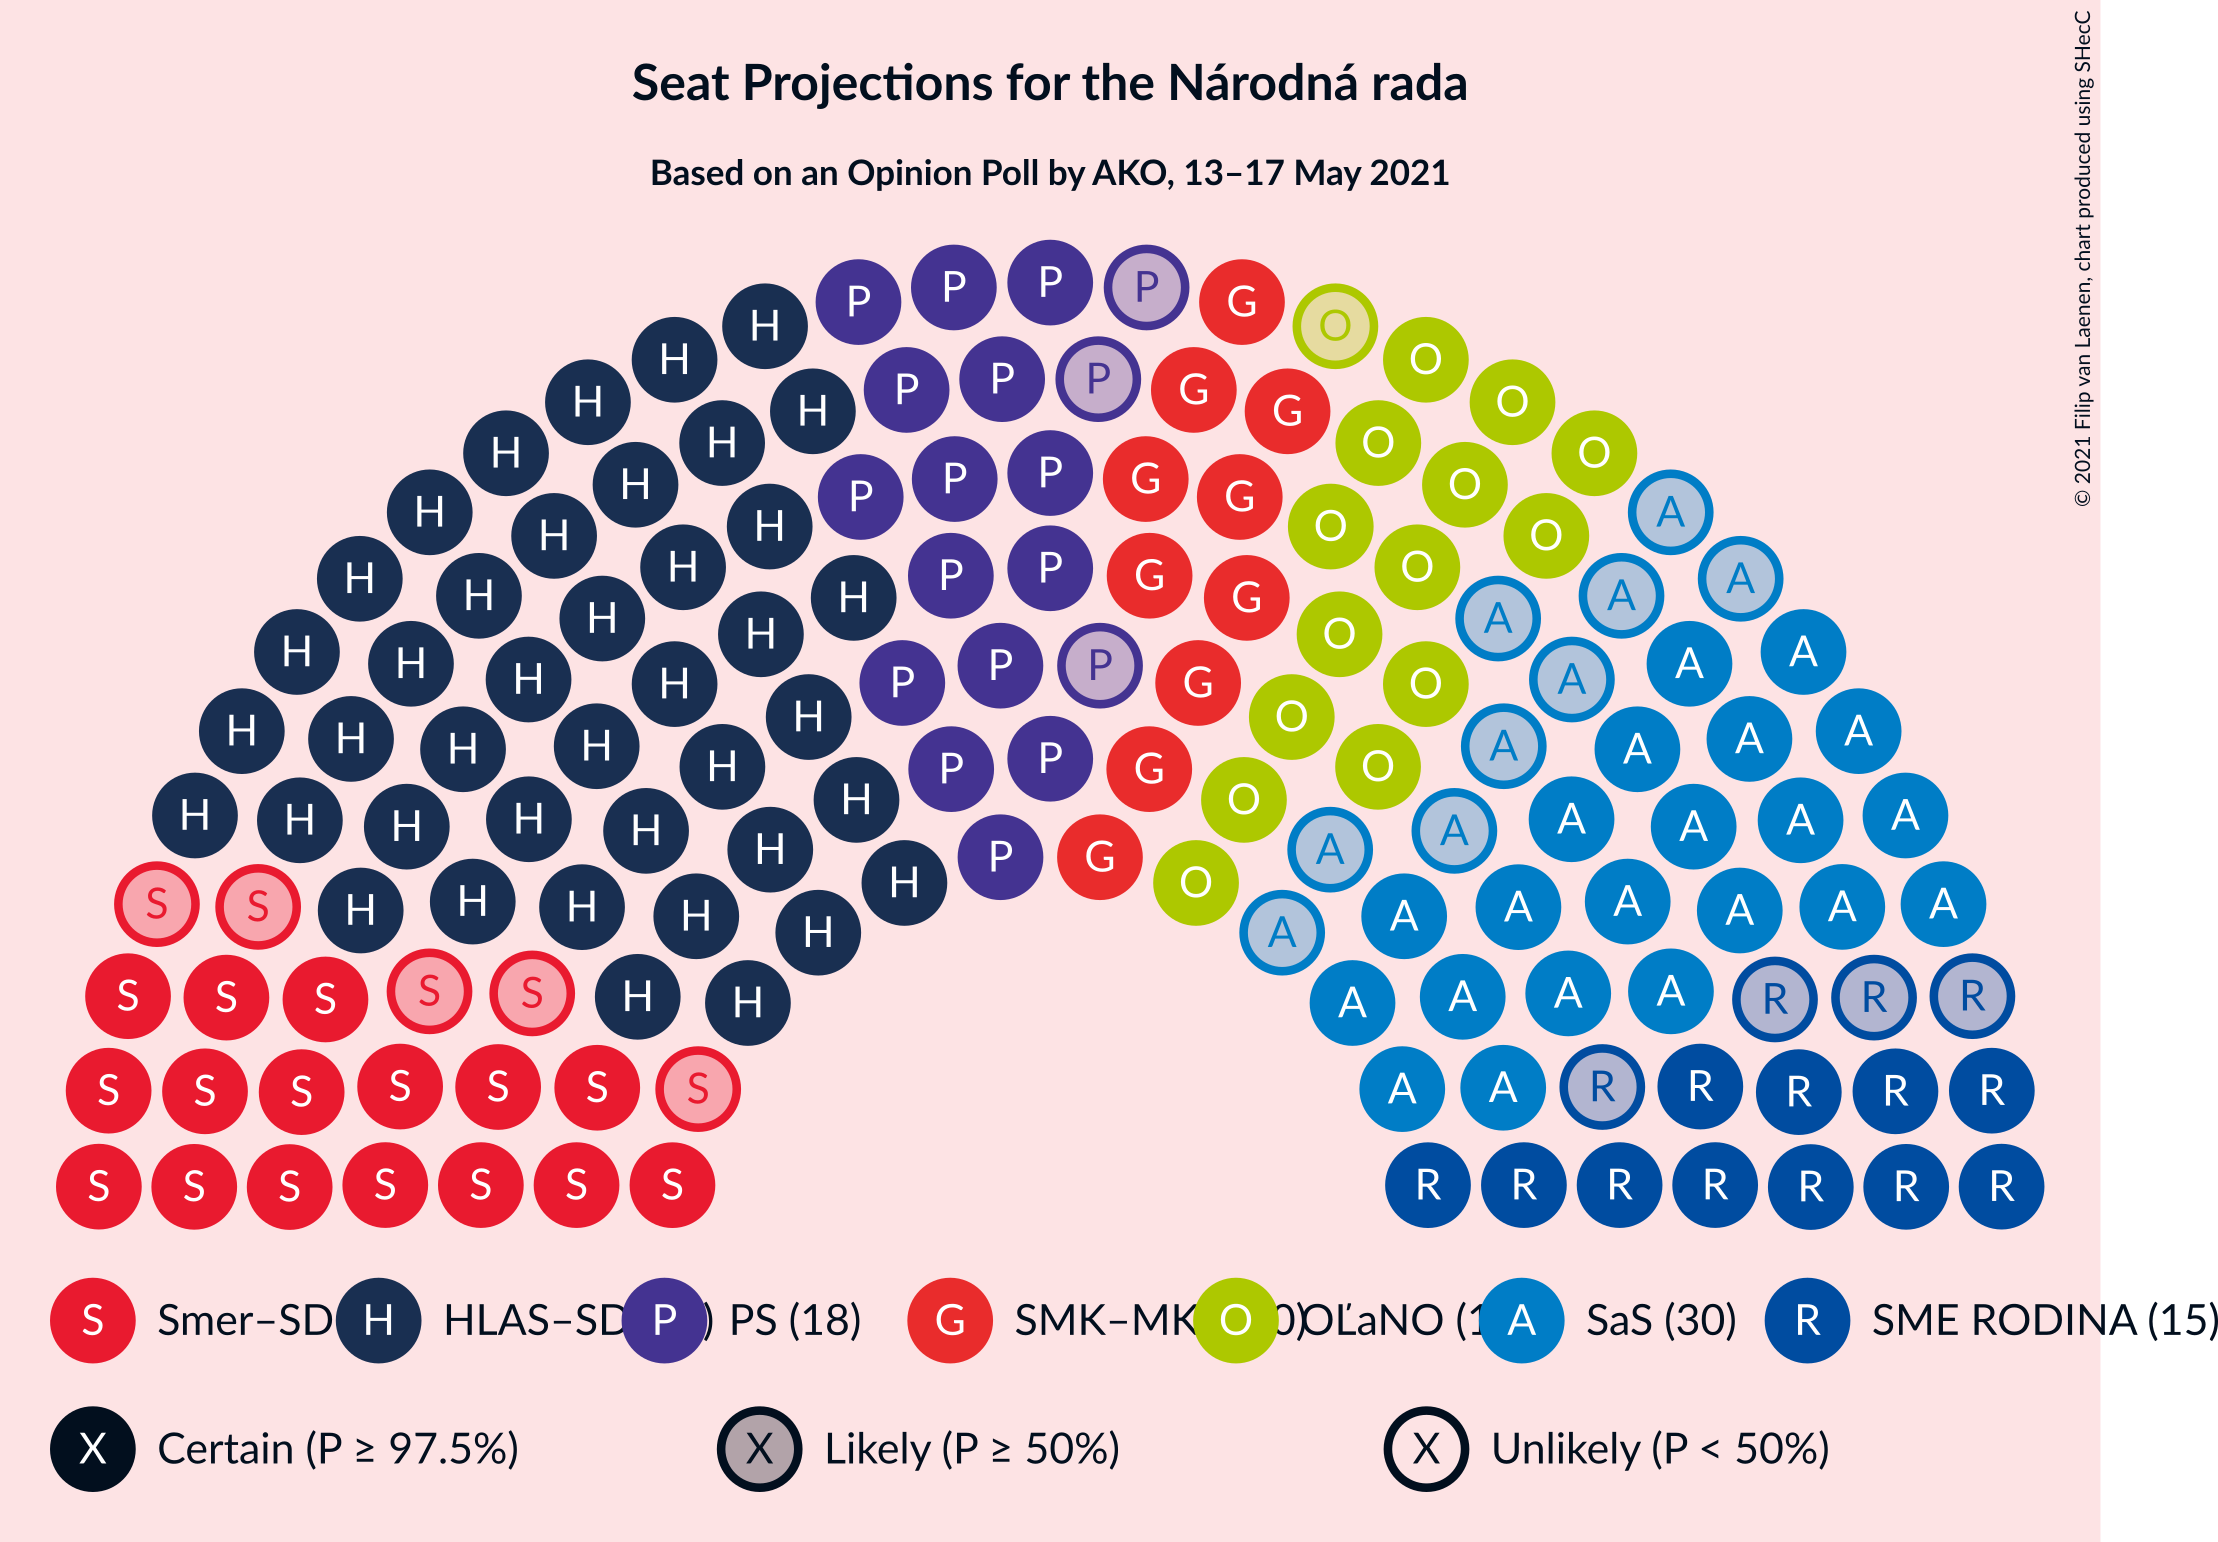 Seat Projections for the Národná rada
Based on an Opinion Poll by AKO, 13–17 May 2021
© 2021 Filip van Laenen, chart produced using SHecC
P P P P G O
H H P P P G G O O O
H H H P P P G G O O O A
H H H H P P G G O O O A A
H H H H H P P P G O O A A A A
H H H H H H P P G O O A A A A A
H H H H H H H P G O A A A A A A
S S H H H H H A A A A A A A
S S S S S H H A A A A R R R
S S S S S S S A A R R R R R
S S S S S S S R R R R R R R
S Smer–SD H HLAS–SD P ) PS (18) G SMK–MK O 0) OĽaNO (1 A SaS (30) R SME RODINA (15)
X Certain (P ≥ 97.5%) X Likely (P ≥ 50%) X Unlikely (P < 50%)